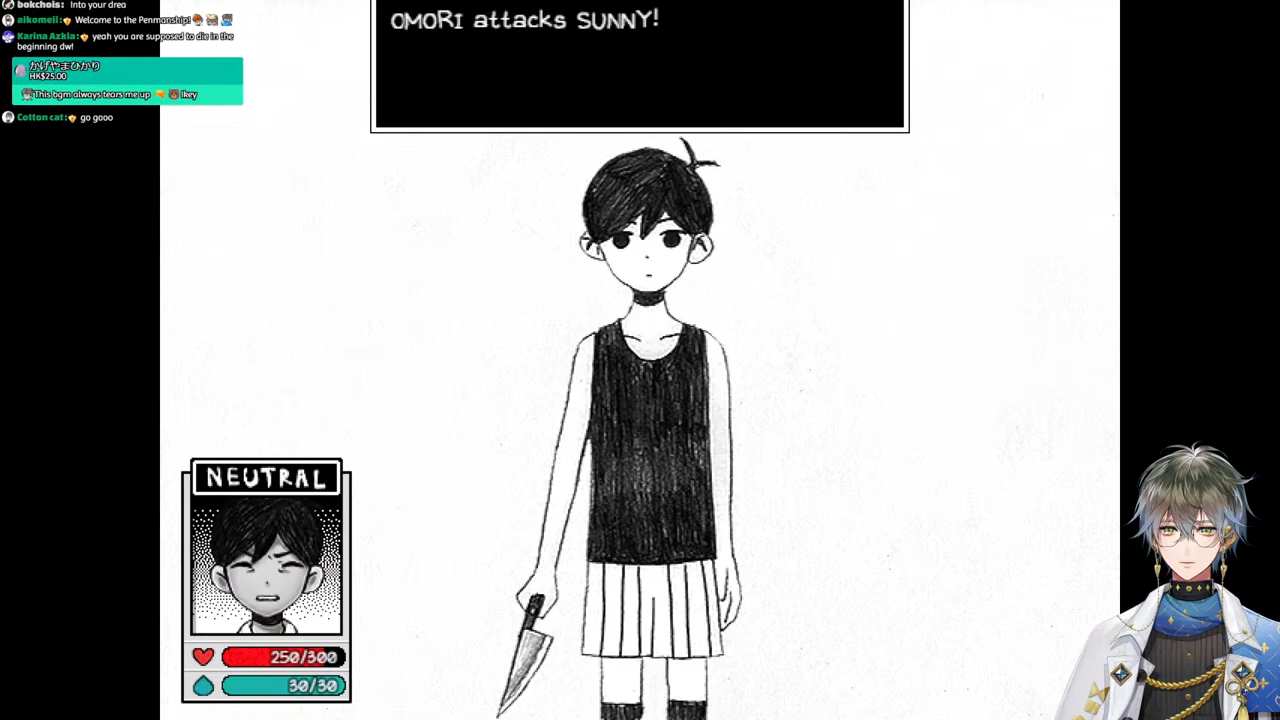 bokchois: Into your drea
aikomeli: Welcome to the Penmanship!
Karina Azkia: yeah you are supposed to die in the
beginning dw!
かげやまひかり
HK$25.00
This bgm always tears me up Ikey
Cotton cat: go gooo
OMORI attacks SUNNY!
NEUTRAL
250/300
30/30